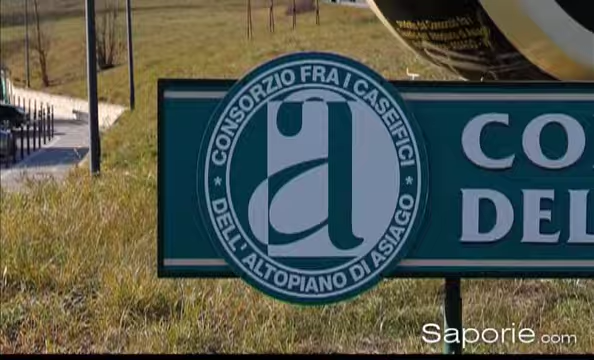 CONSORZIO FRA I CASEIFICI
DELL'ALTOPIANO DI ASIAGO
a
CO
DEL
Saporie.com